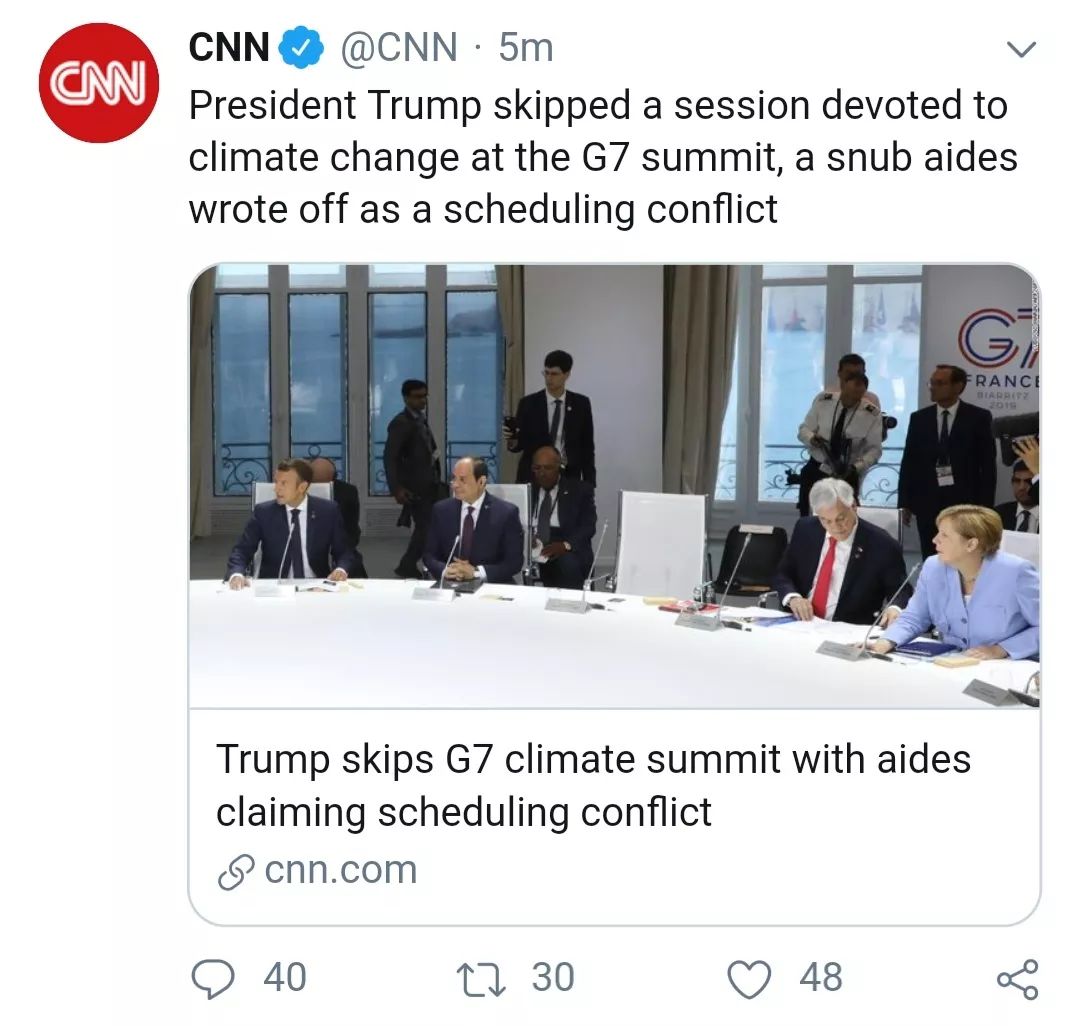 CNN
CNN @CNN · 5m
President Trump skipped a session devoted to
climate change at the G7 summit, a snub aides
wrote off as a scheduling conflict
G7
FRANCE
BIARRITZ
2019
Trump skips G7 climate summit with aides
claiming scheduling conflict
cnn.com
40 30 48